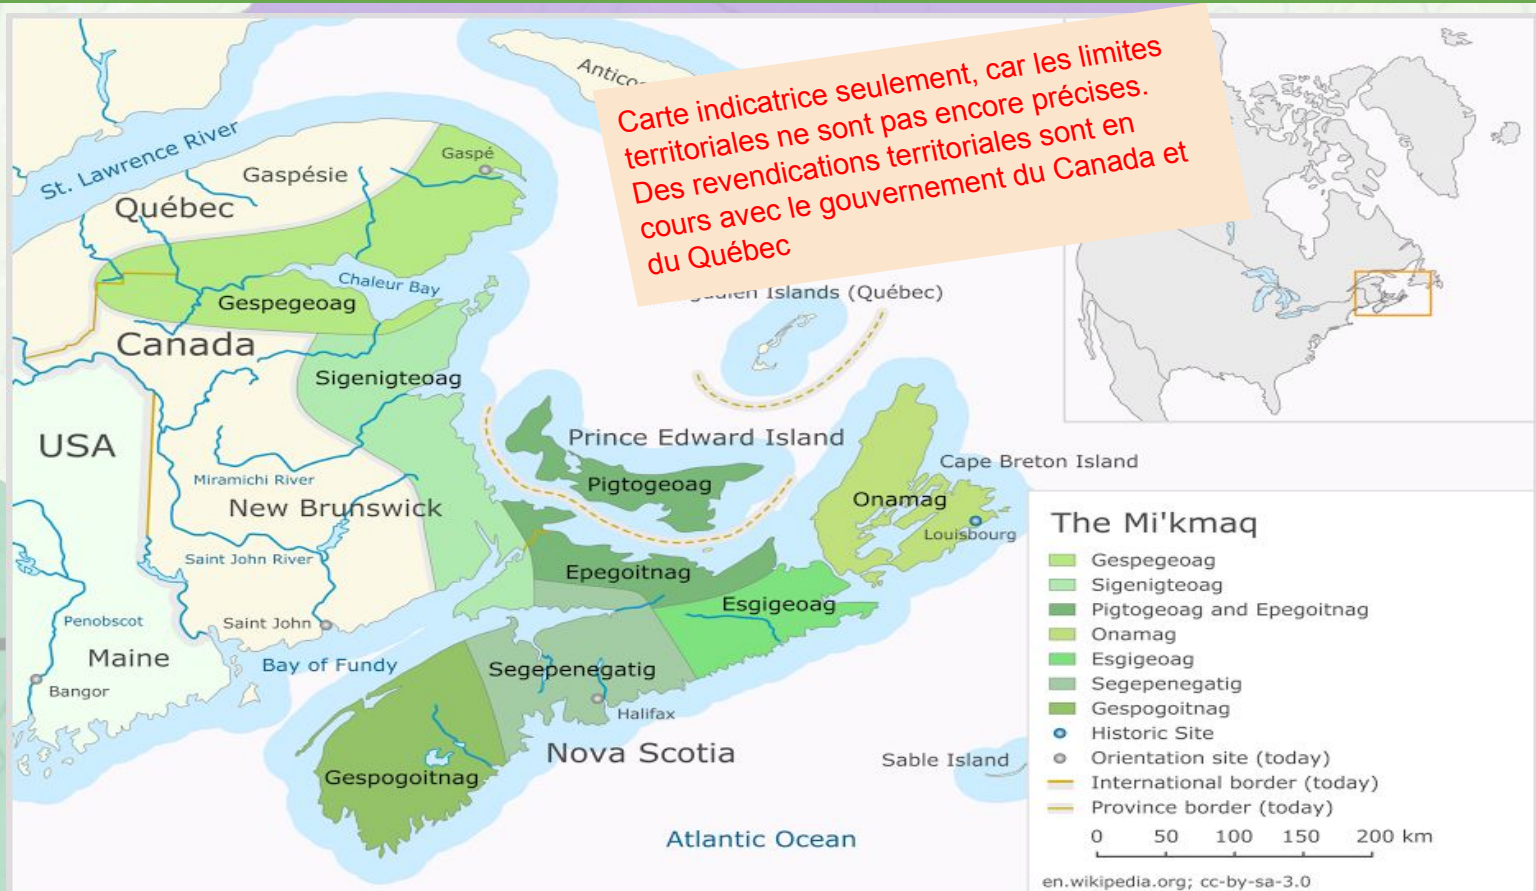 Carte indicatrice seulement, car les limites
territoriales ne sont pas encore précises.
Des revendications territoriales sont en
cours avec le gouvernement du Canada et
du Québec
St. Lawrence River
Gaspésie
Gaspé
Québec
Chaleur Bay
Gespegeoag
Canada
Sigenigteoag
Islands (Québec)
USA
Prince Edward Island
Pigtogeoag
Cape Breton Island
Onamag
Louisbourg
Miramichi River
New Brunswick
Saint John River
Epegoitnag
Esgigeoag
Penobscot
Saint John
Maine
Bay of Fundy
Segepenegatig
Bangor
Halifax
Nova Scotia
Sable Island
Gespogoitnag
Atlantic Ocean
The Mi'kmaq
Gespegeoag
Sigenigteoag
Pigtogeoag and Epegoitnag
Onamag
Esgigeoag
Segepenegatig
Gespogoitnag
Historic Site
Orientation site (today)
International border (today)
Province border (today)
0 50 100 150 200 km
en.wikipedia.org; cc-by-sa-3.0